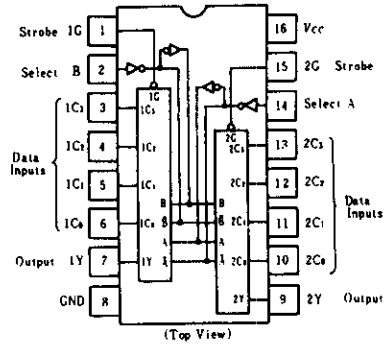 Strobe 1G 1 16 Vcc
Select B 2 15 2G Strobe
1G
1C3 3 1C3 14 Select A
2G
1C2 4 1C2 2C3 13 2C3
Data Inputs
1C1 5 1C1 2C2 12 2C2
Data Inputs
1C0 6 1C0 B B 2C1 11 2C1
B̅ B̅
A A
Output 1Y 7 1Y A̅ A̅ 2C0 10 2C0
GND 8 2Y 9 2Y Output
(Top View)